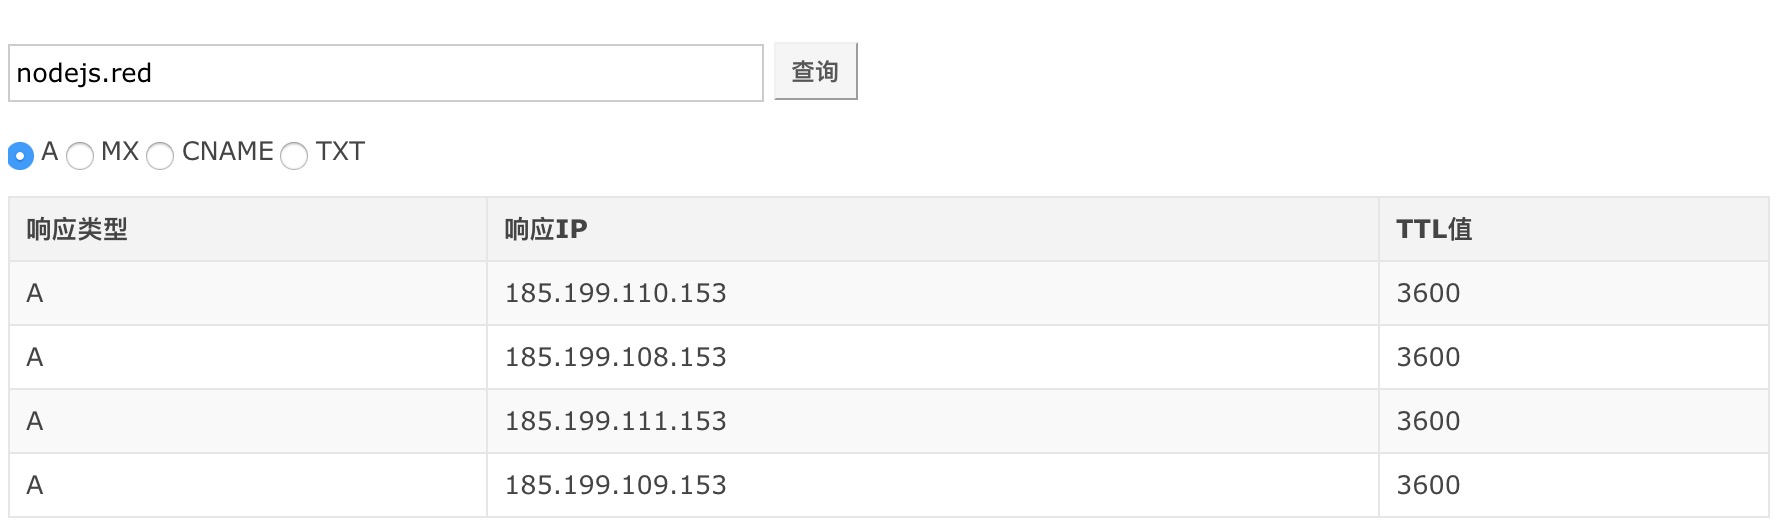 nodejs.red 查询
A MX CNAME TXT
响应类型 响应IP TTL值
A 185.199.110.153 3600
A 185.199.108.153 3600
A 185.199.111.153 3600
A 185.199.109.153 3600